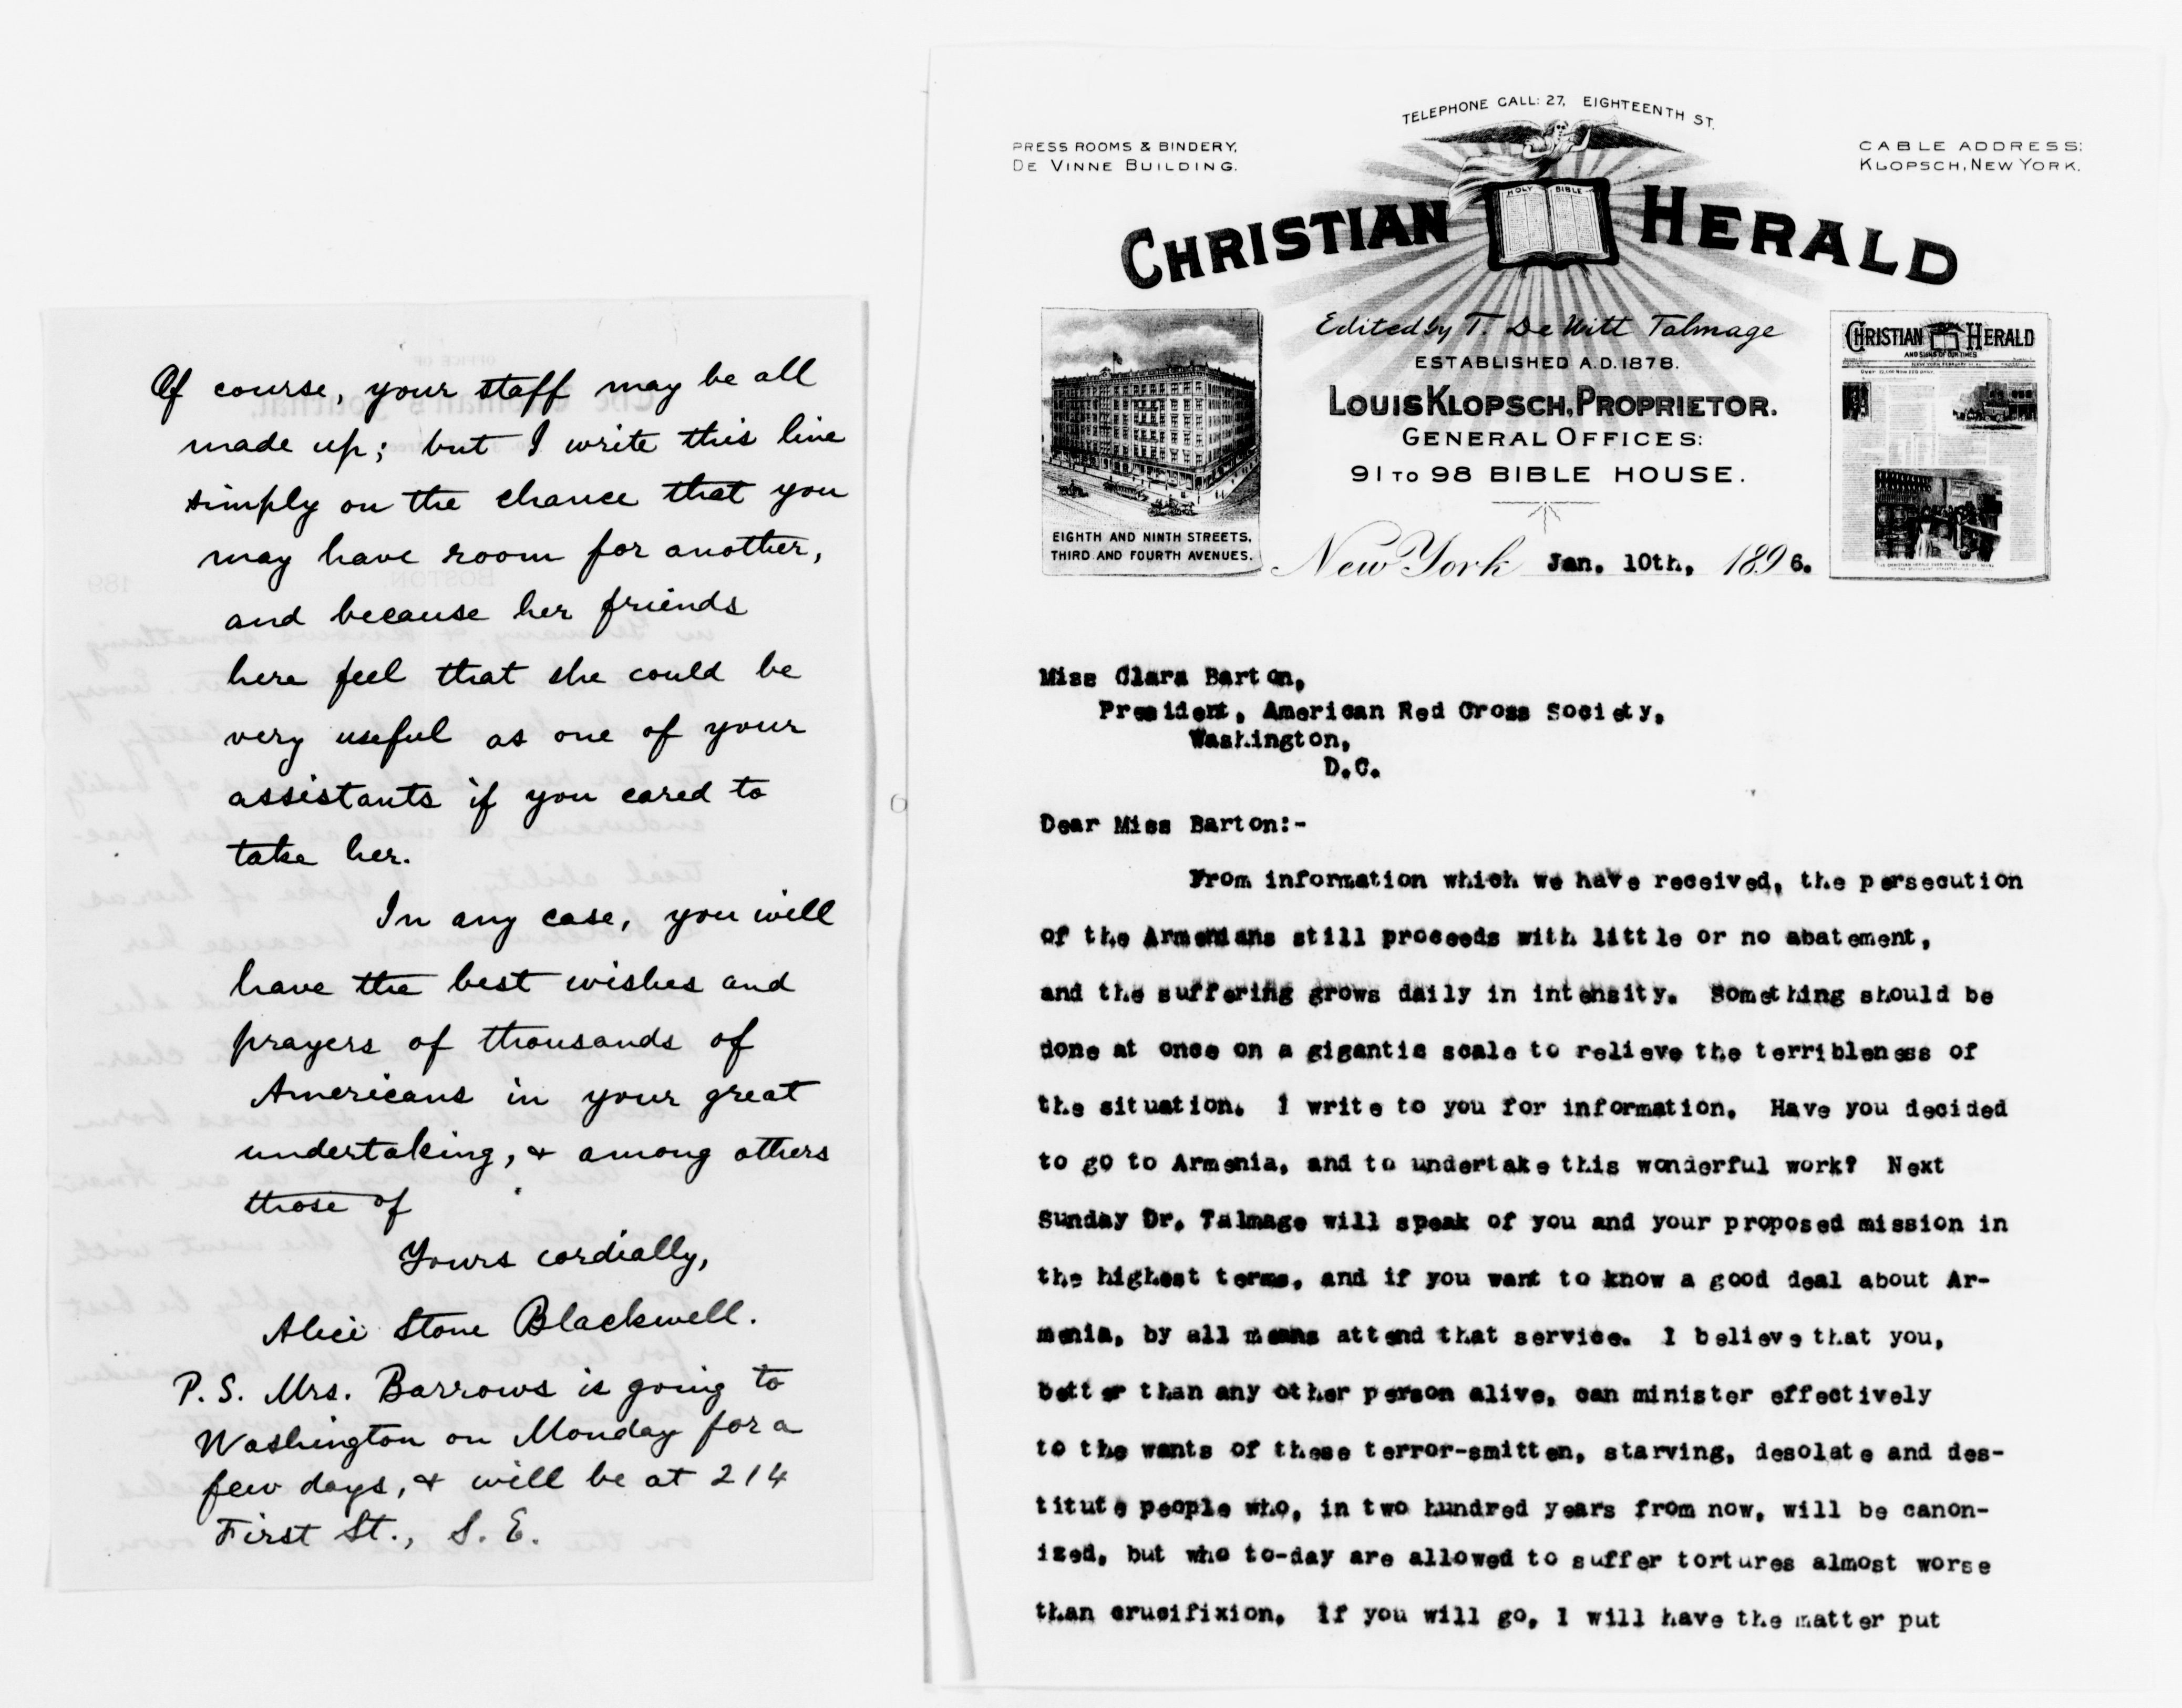 Of course, your staff may be all
made up; but I write this line
simply on the chance that you
may have room for another,
and because her friends
here feel that she could be
very useful as one of your
assistants if you cared to
take her.
In any case, you will
have the best wishes and
prayers of thousands of
Americans in your great
undertaking, & among others
those of
Yours cordially,
Alice Stone Blackwell.
P.S. Mrs. Barrows is going to
Washington on Monday for a
few days, & will be at 214
First St., S. E.
TELEPHONE CALL: 27, EIGHTEENTH ST.
PRESS ROOMS & BINDERY,
DE VINNE BUILDING.
CABLE ADDRESS:
KLOPSCH, NEW YORK.
HOLY BIBLE
CHRISTIAN HERALD
Edited by T. De Witt Talmage
ESTABLISHED A.D. 1878.
LOUIS KLOPSCH, PROPRIETOR.
GENERAL OFFICES:
91 TO 98 BIBLE HOUSE.
EIGHTH AND NINTH STREETS,
THIRD AND FOURTH AVENUES.
CHRISTIAN HERALD
AND SIGNS OF OUR TIMES
New York Jan. 10th, 1896.
Miss Clara Barton,
President, American Red Cross Society,
Washington,
D.C.
Dear Miss Barton:-
From information which we have received, the persecution
of the Armenians still proceeds with little or no abatement,
and the suffering grows daily in intensity. Something should be
done at once on a gigantic scale to relieve the terribleness of
the situation. I write to you for information. Have you decided
to go to Armenia, and to undertake this wonderful work? Next
Sunday Dr. Talmage will speak of you and your proposed mission in
the highest terms, and if you want to know a good deal about Ar-
menia, by all means attend that service. I believe that you,
better than any other person alive, can minister effectively
to the wants of these terror-smitten, starving, desolate and des-
titute people who, in two hundred years from now, will be canon-
ized, but who to-day are allowed to suffer tortures almost worse
than crucifixion. If you will go, I will have the matter put